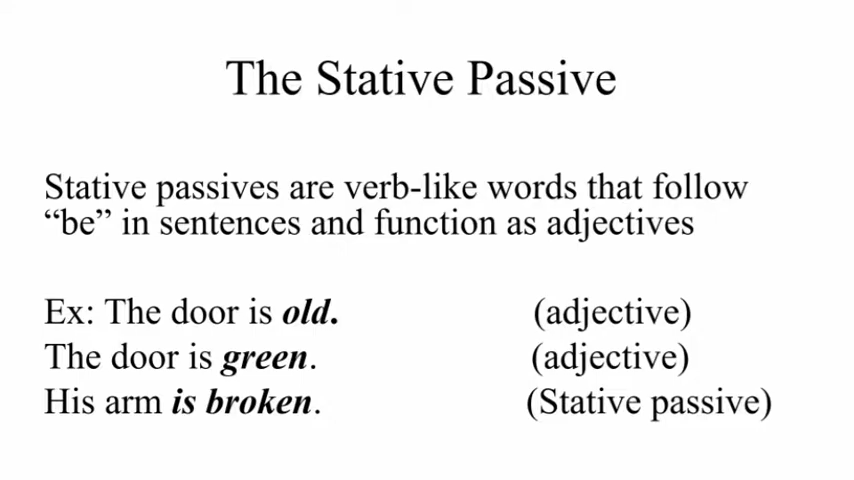 The Stative Passive
Stative passives are verb-like words that follow
“be” in sentences and function as adjectives
Ex: The door is old. (adjective)
The door is green. (adjective)
His arm is broken. (Stative passive)